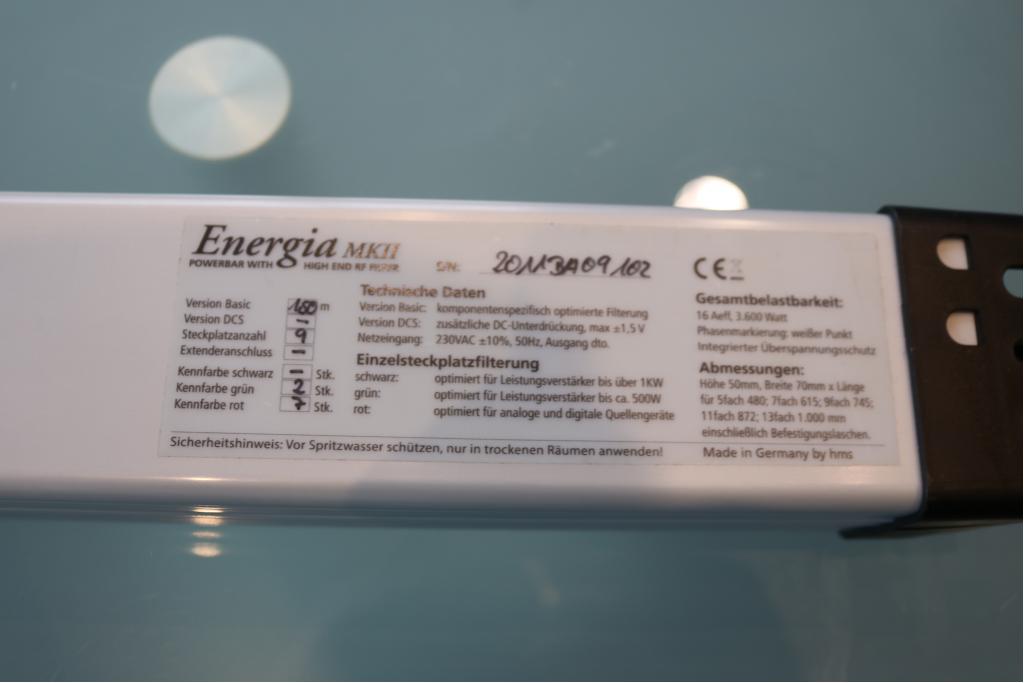 Energia MKII
POWERBAR WITH HIGH END RF
S/N:
CE
Version Basic m
Version DCS –
Steckplatzanzahl 9
Extenderanschluss –
Kennfarbe schwarz – Stk.
Kennfarbe grün 2 Stk.
Kennfarbe rot 7 Stk.
Technische Daten
Version Basic: komponentenspezifisch optimierte Filterung
Version DCS: zusätzliche DC-Unterdrückung, max ±1,5 V
Netzeingang: 230VAC ±10%, 50Hz, Ausgang dto.
Einzelsteckplatzfilterung
schwarz: optimiert für Leistungsverstärker bis über 1KW
grün: optimiert für Leistungsverstärker bis ca. 500W
rot: optimiert für analoge und digitale Quellengeräte
Gesamtbelastbarkeit:
16 Aeff, 3.600 Watt
Phasenmarkierung: weißer Punkt
Integrierter Überspannungsschutz
Abmessungen:
Höhe 50mm, Breite 70mm x Länge
für 5fach 480; 7fach 615; 9fach 745;
11fach 872; 13fach 1.000 mm
einschließlich Befestigungslaschen.
Sicherheitshinweis: Vor Spritzwasser schützen, nur in trockenen Räumen anwenden!
Made in Germany by hms